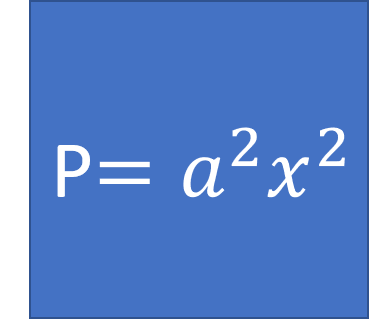 P= a²x²